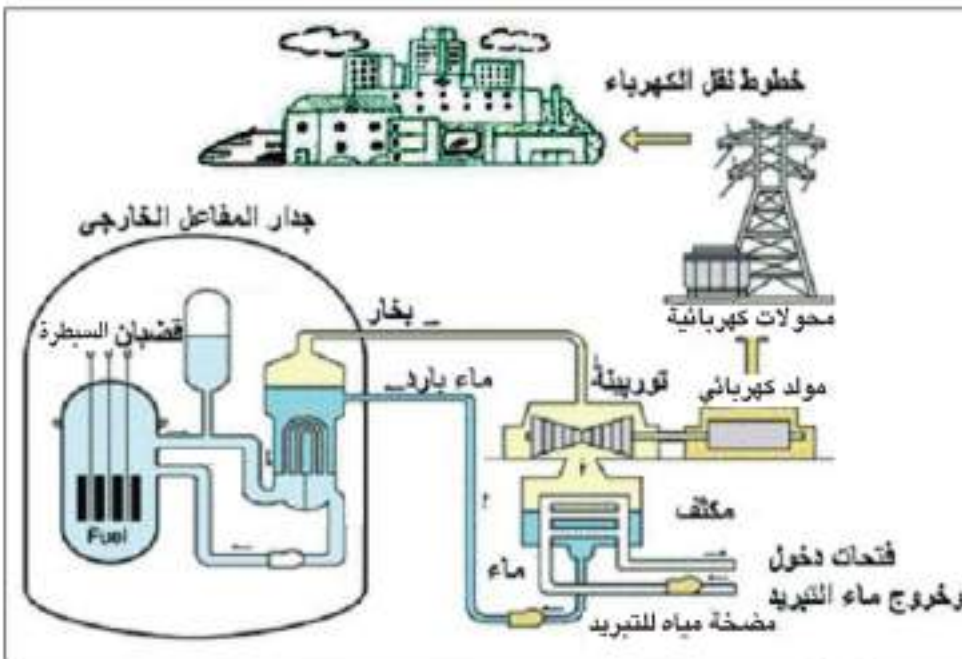 خطوط نقل الكهرباء
جدار المفاعل الخارجي
محولات كهربائية
بخار
قضبان السيطرة
ماء بارد
توربينة
مولد كهربائي
مكثف
Fuel
ماء
فتحات دخول
وخروج ماء التبريد
مضخة مياه للتبريد